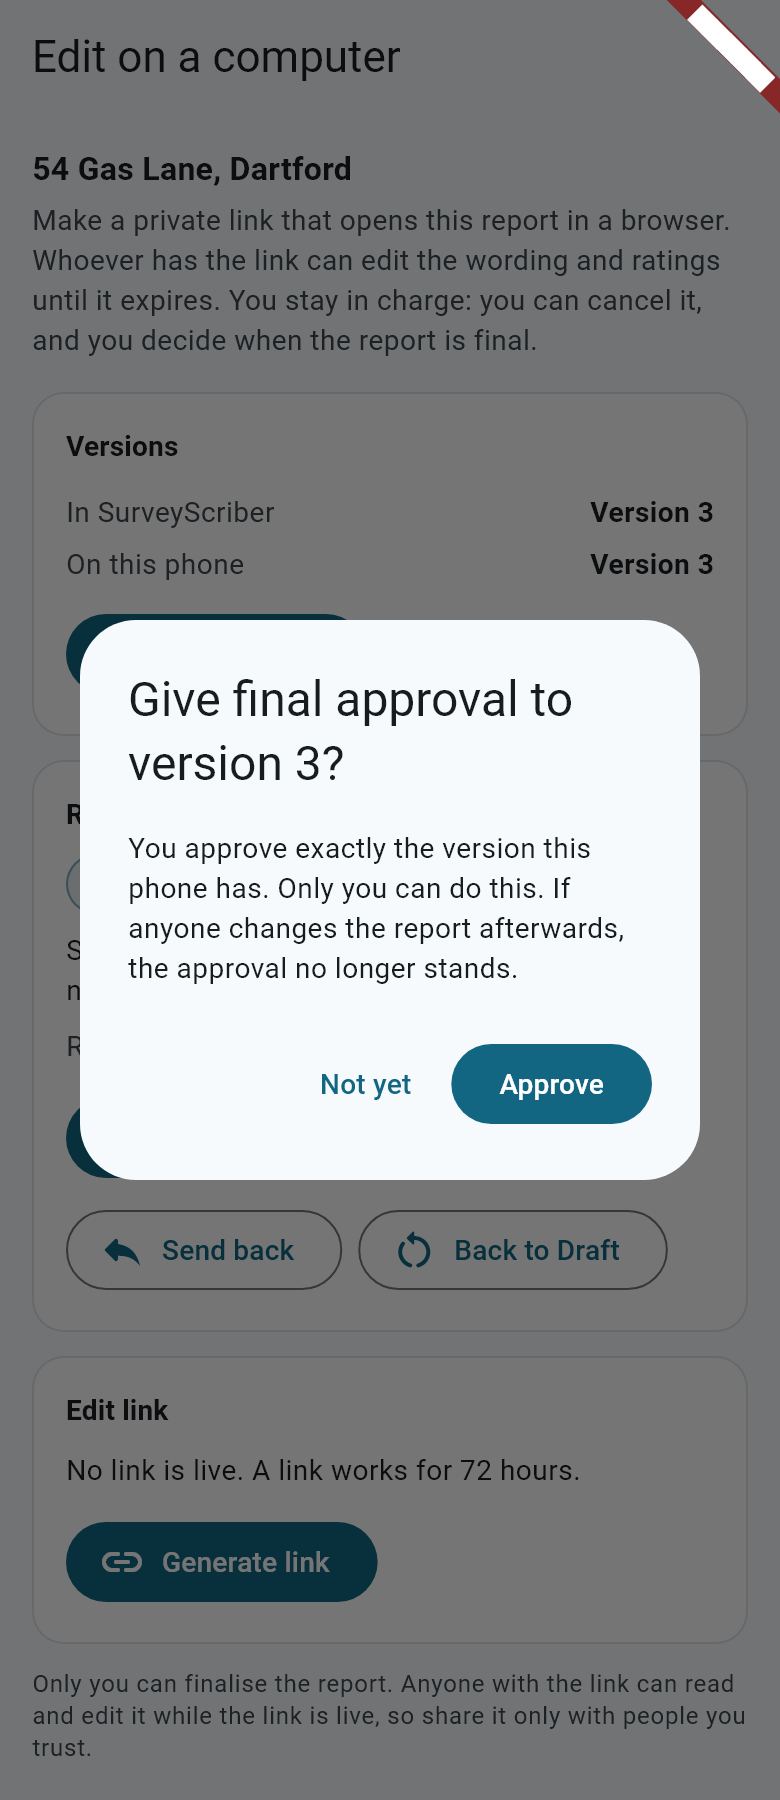 Edit on a computer
54 Gas Lane, Dartford
Make a private link that opens this report in a browser.
Whoever has the link can edit the wording and ratings
until it expires. You stay in charge: you can cancel it,
and you decide when the report is final.
Versions
In SurveyScriber Version 3
On this phone Version 3
Give final approval to
version 3?
You approve exactly the version this
phone has. Only you can do this. If
anyone changes the report afterwards,
the approval no longer stands.
Not yet Approve
Send back Back to Draft
Edit link
No link is live. A link works for 72 hours.
Generate link
Only you can finalise the report. Anyone with the link can read
and edit it while the link is live, so share it only with people you
trust.